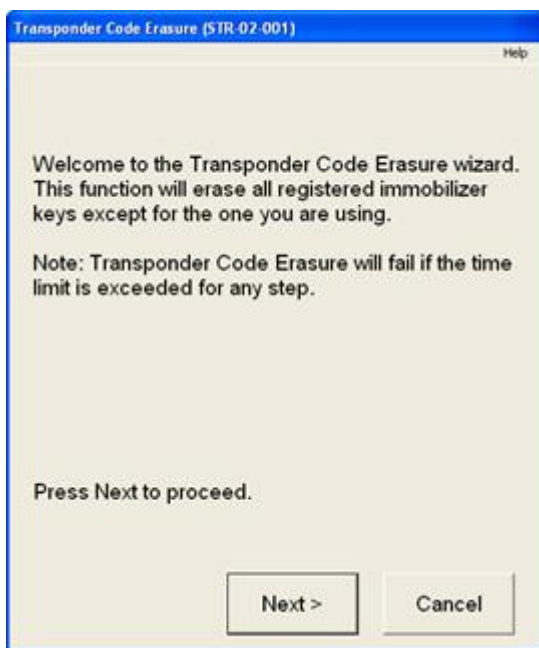 Transponder Code Erasure (STR-02-001)
Help
Welcome to the Transponder Code Erasure wizard.
This function will erase all registered immobilizer
keys except for the one you are using.
Note: Transponder Code Erasure will fail if the time
limit is exceeded for any step.
Press Next to proceed.
Next >
Cancel